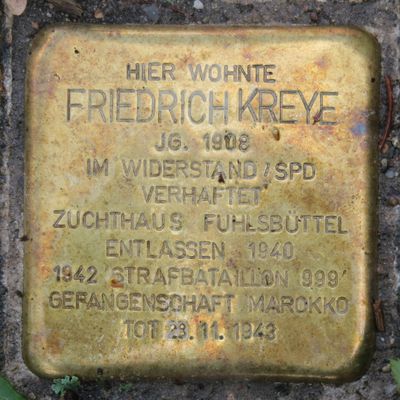 HIER WOHNTE
FRIEDRICH KREYE
JG. 1908
IM WIDERSTAND / SPD
VERHAFTET
ZUCHTHAUS FUHLSBÜTTEL
ENTLASSEN 1940
1942 'STRAFBATAILLON 999'
GEFANGENSCHAFT MAROKKO
TOT 28.11.1943